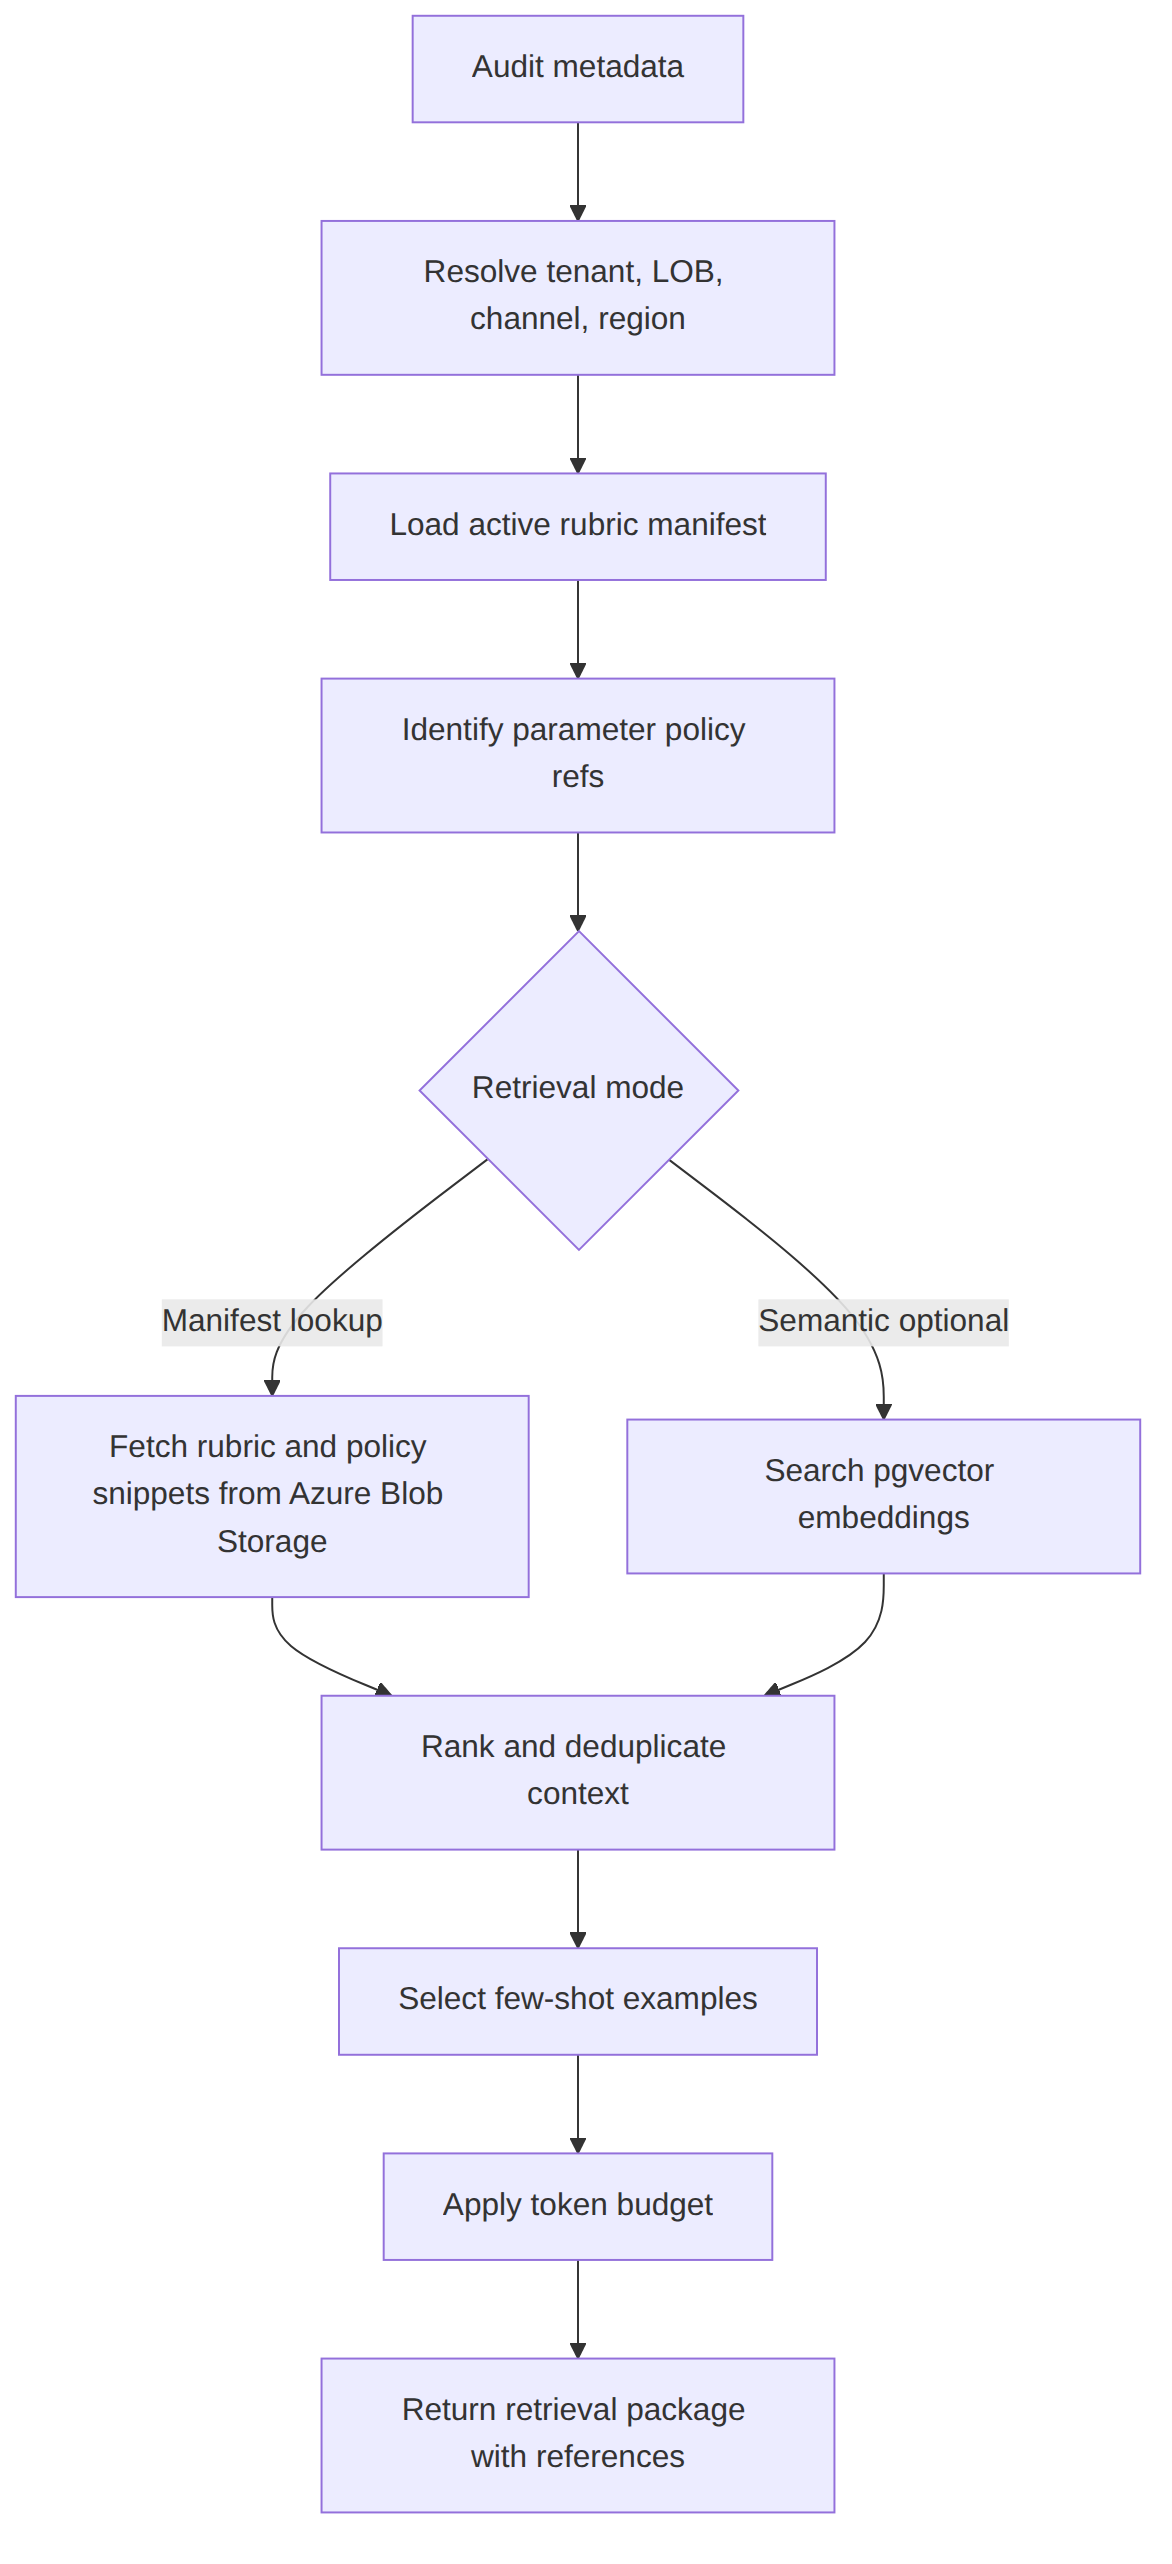 Audit metadata
Resolve tenant, LOB,
channel, region
Load active rubric manifest
Identify parameter policy
refs
Retrieval mode
Manifest lookup
Semantic optional
Fetch rubric and policy
snippets from Azure Blob
Storage
Search pgvector
embeddings
Rank and deduplicate
context
Select few-shot examples
Apply token budget
Return retrieval package
with references